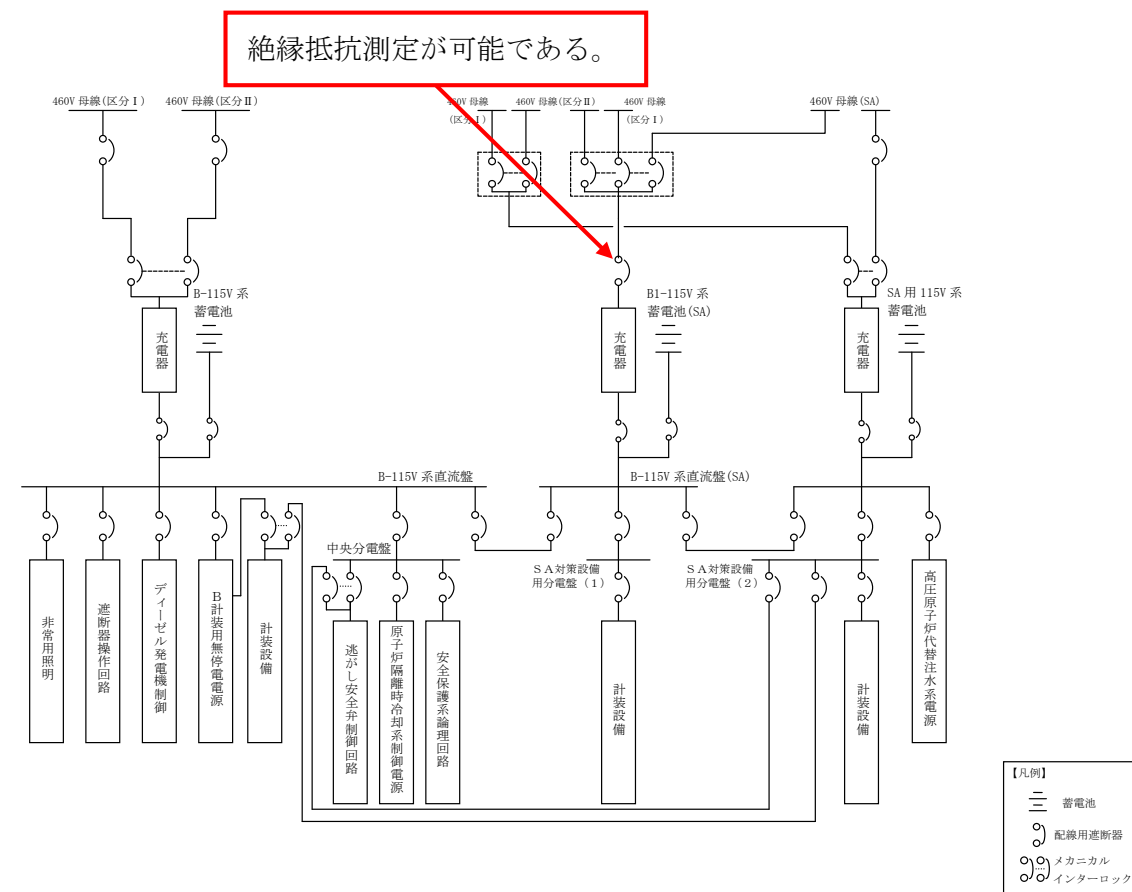 絶縁抵抗測定が可能である。
460V 母線(区分Ⅰ)
460V 母線(区分Ⅱ)
460V 母線
(区分Ⅰ)
460V 母線(区分Ⅱ)
460V 母線
(区分Ⅰ)
460V 母線(SA)
B-115V 系
蓄電池
充電器
B1-115V 系
蓄電池(SA)
充電器
SA 用 115V 系
蓄電池
充電器
B-115V 系直流盤
B-115V 系直流盤(SA)
中央分電盤
SA対策設備
用分電盤(1)
SA対策設備
用分電盤(2)
非常用照明
遮断器操作回路
ディーゼル発電機制御
B計装用無停電電源
計装設備
逃がし安全弁制御回路
原子炉隔離時冷却系制御電源
安全保護系論理回路
計装設備
計装設備
高圧原子炉代替注水系電源
【凡例】
蓄電池
配線用遮断器
メカニカル
インターロック